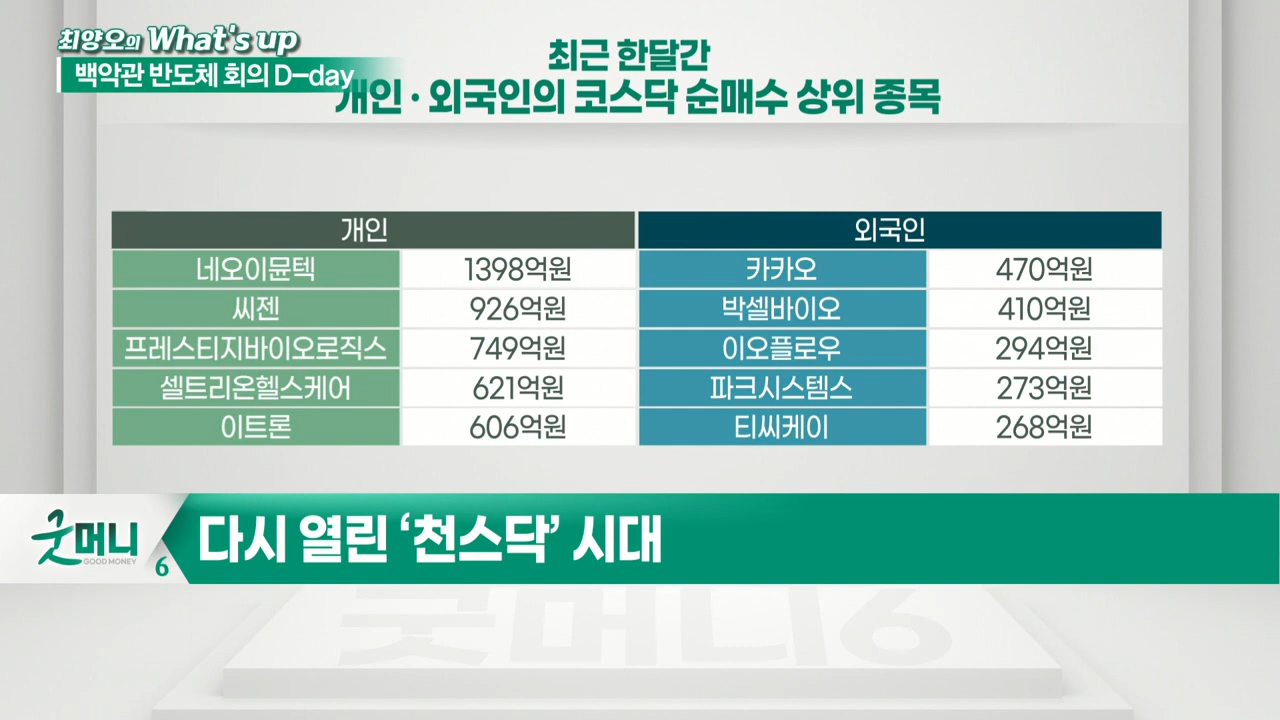 최양오의 What's up
백악관 반도체 회의 D-day
최근 한달간
개인·외국인의 코스닥 순매수 상위 종목
개인 외국인
네오이뮨텍 1398억원 카카오 470억원
씨젠 926억원 박셀바이오 410억원
프레스티지바이오로직스 749억원 이오플로우 294억원
셀트리온헬스케어 621억원 파크시스템스 273억원
이트론 606억원 티씨케이 268억원
굿머니
GOOD MONEY
6
다시 열린 ‘천스닥’ 시대
굿머니6